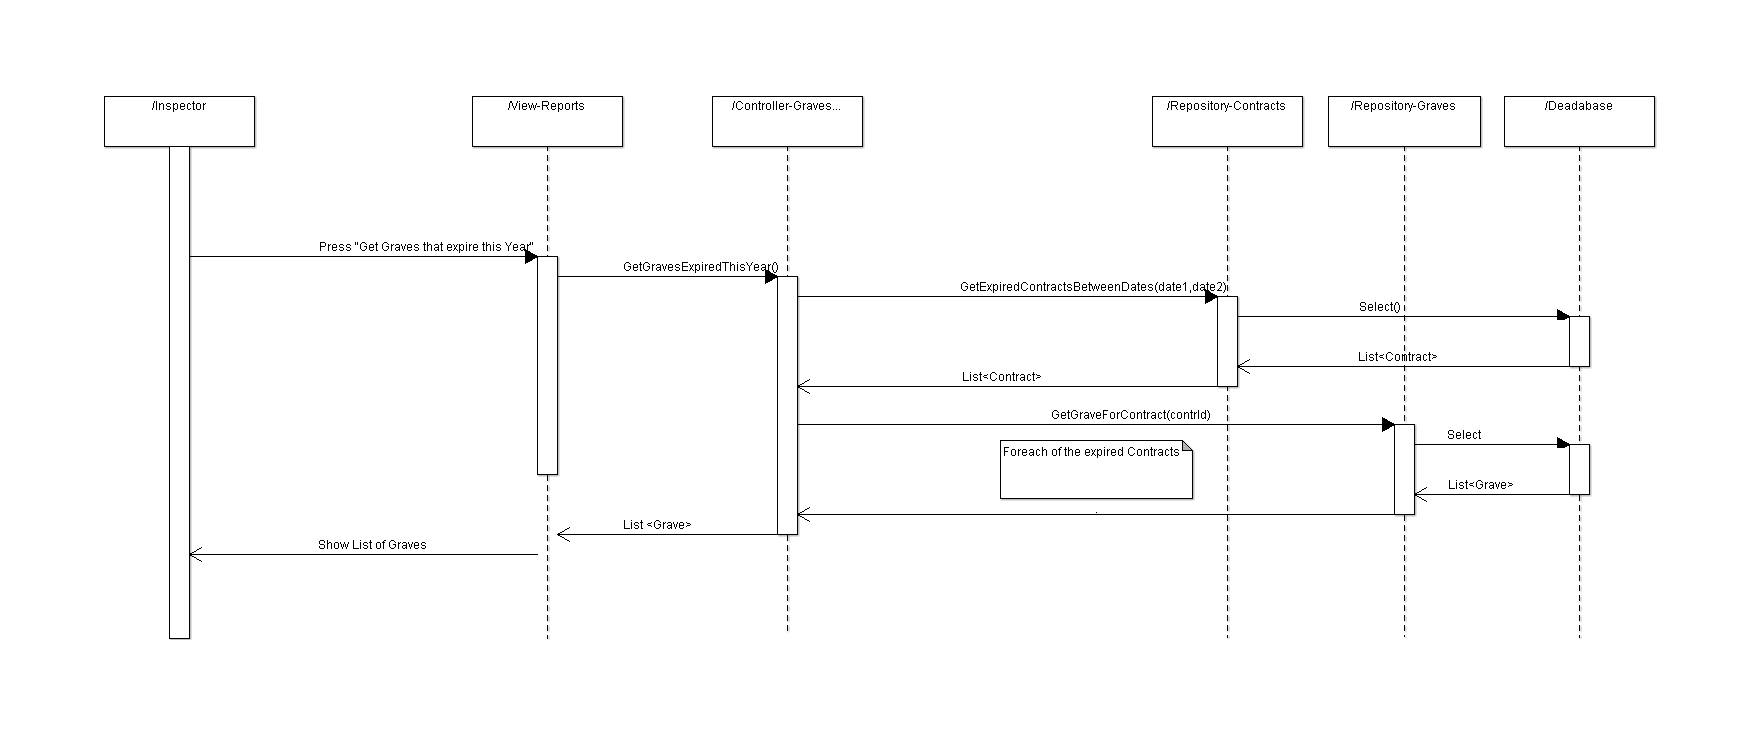 /Inspector
/View-Reports
/Controller-Graves...
/Repository-Contracts
/Repository-Graves
/Deadabase
Press "Get Graves that expire this Year"
GetGravesExpiredThisYear()
GetExpiredContractsBetweenDates(date1,date2)
Select()
List<Contract>
List<Contract>
GetGraveForContract(contrId)
Select
Foreach of the expired Contracts
List<Grave>
.
List <Grave>
Show List of Graves